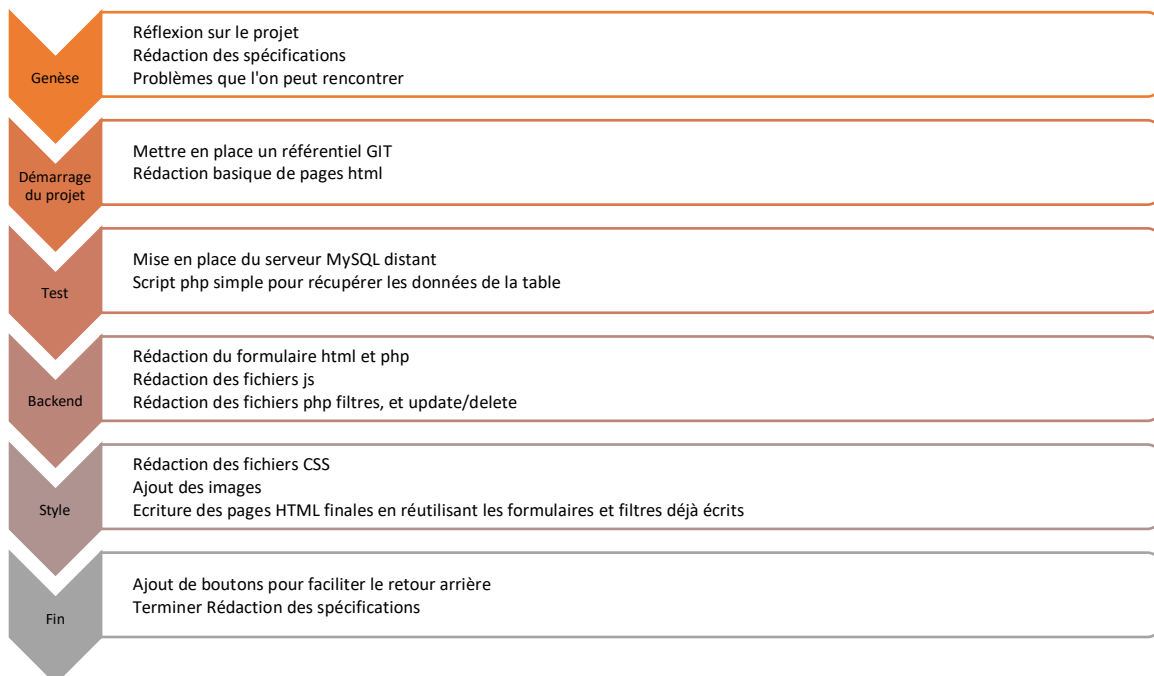 Genèse
Réflexion sur le projet
Rédaction des spécifications
Problèmes que l'on peut rencontrer
Démarrage
du projet
Mettre en place un référentiel GIT
Rédaction basique de pages html
Test
Mise en place du serveur MySQL distant
Script php simple pour récupérer les données de la table
Backend
Rédaction du formulaire html et php
Rédaction des fichiers js
Rédaction des fichiers php filtres, et update/delete
Style
Rédaction des fichiers CSS
Ajout des images
Ecriture des pages HTML finales en réutilisant les formulaires et filtres déjà écrits
Fin
Ajout de boutons pour faciliter le retour arrière
Terminer Rédaction des spécifications